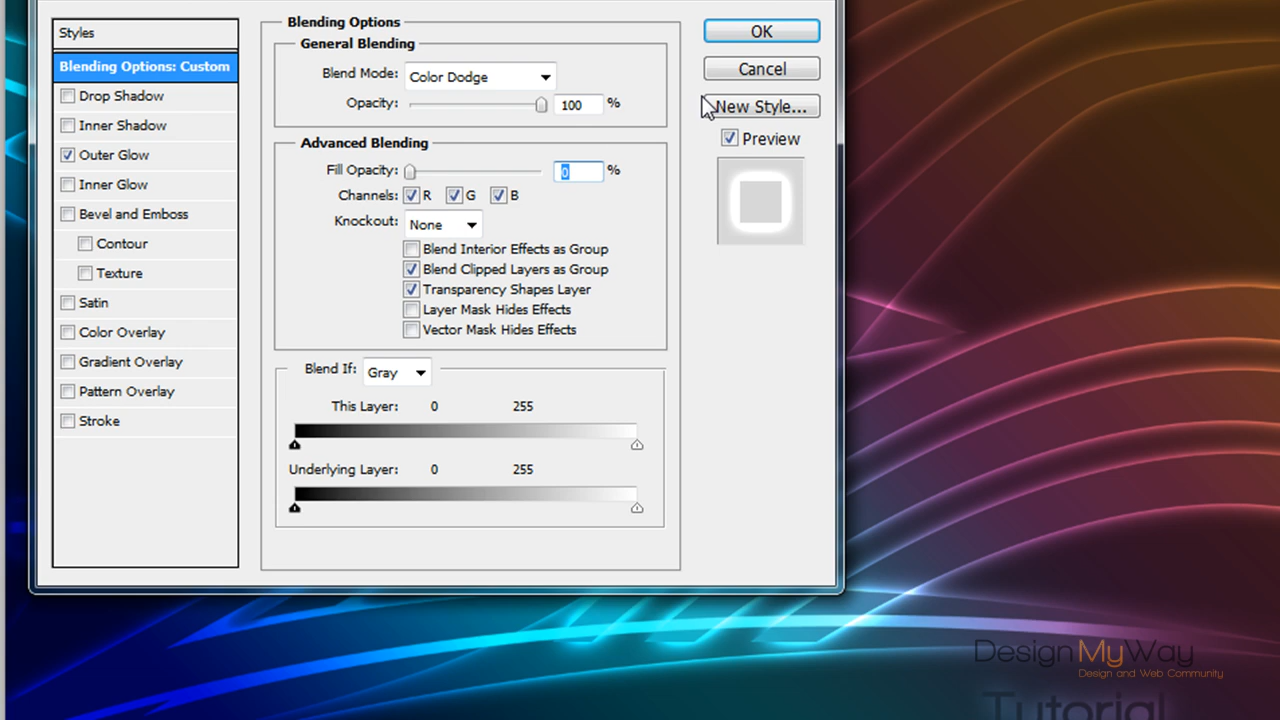 Styles
Blending Options: Custom
Drop Shadow
Inner Shadow
Outer Glow
Inner Glow
Bevel and Emboss
Contour
Texture
Satin
Color Overlay
Gradient Overlay
Pattern Overlay
Stroke
Blending Options
General Blending
Blend Mode: Color Dodge
Opacity: 100 %
Advanced Blending
Fill Opacity: 0 %
Channels: R G B
Knockout: None
Blend Interior Effects as Group
Blend Clipped Layers as Group
Transparency Shapes Layer
Layer Mask Hides Effects
Vector Mask Hides Effects
Blend If: Gray
This Layer: 0 255
Underlying Layer: 0 255
OK
Cancel
New Style...
Preview
DesignMyWay
Design and Web Community
Tutorial